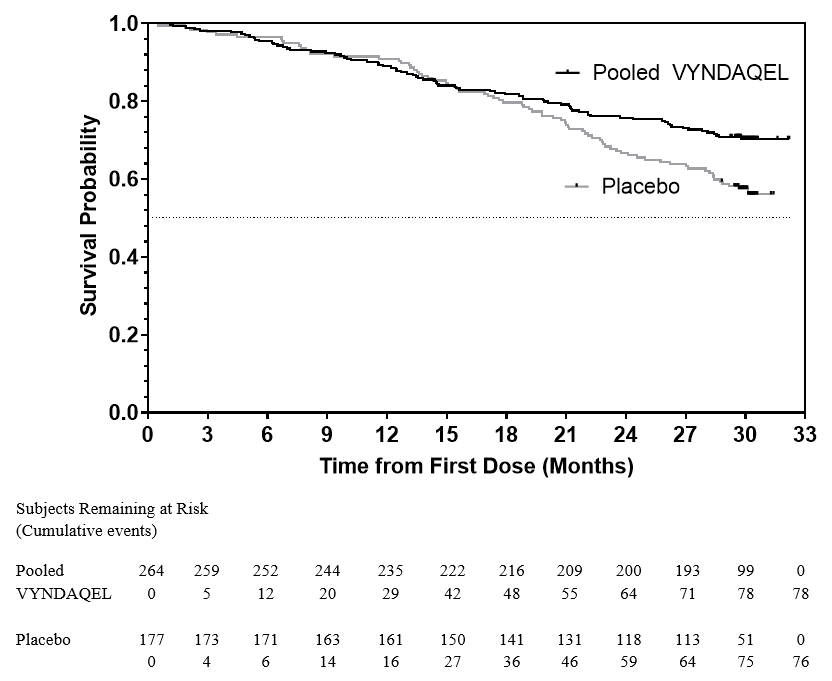 1.0
0.8
0.6
0.4
0.2
0.0
Survival Probability
Pooled VYNDAQEL
Placebo
0 3 6 9 12 15 18 21 24 27 30 33
Time from First Dose (Months)
Subjects Remaining at Risk
(Cumulative events)
Pooled 264 259 252 244 235 222 216 209 200 193 99 0
VYNDAQEL 0 5 12 20 29 42 48 55 64 71 78 78
Placebo 177 173 171 163 161 150 141 131 118 113 51 0
0 4 6 14 16 27 36 46 59 64 75 76